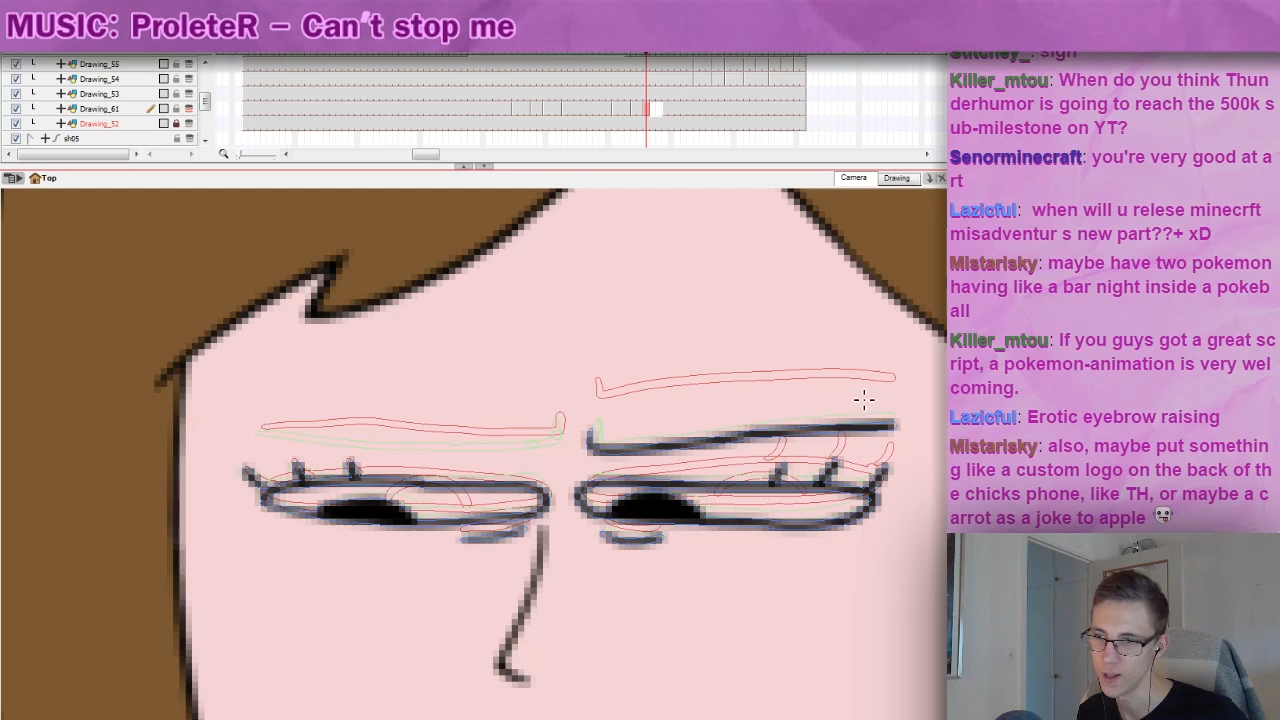 MUSIC: ProleteR – Can't stop me
Drawing_55
Drawing_54
Drawing_53
Drawing_61
Drawing_52
sh05
Top
Camera
Drawing
Stitchey_: sigh
Killer_mtou: When do you think Thun
derhumor is going to reach the 500k s
ub-milestone on YT?
Senorminecraft: you're very good at a
rt
Lazicful: when will u relese minecrft
misadventur s new part??+ xD
Mistarisky: maybe have two pokemon
having like a bar night inside a pokeb
all
Killer_mtou: If you guys got a great sc
ript, a pokemon-animation is very wel
coming.
Lazicful: Erotic eyebrow raising
Mistarisky: also, maybe put somethin
g like a custom logo on the back of th
e chicks phone, like TH, or maybe a c
arrot as a joke to apple